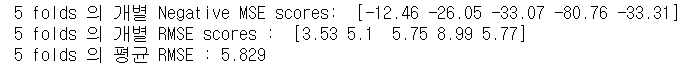 5 folds 의 개별 Negative MSE scores:  [-12.46 -26.05 -33.07 -80.76 -33.31]
5 folds 의 개별 RMSE scores :  [3.53 5.1  5.75 8.99 5.77]
5 folds 의 평균 RMSE : 5.829